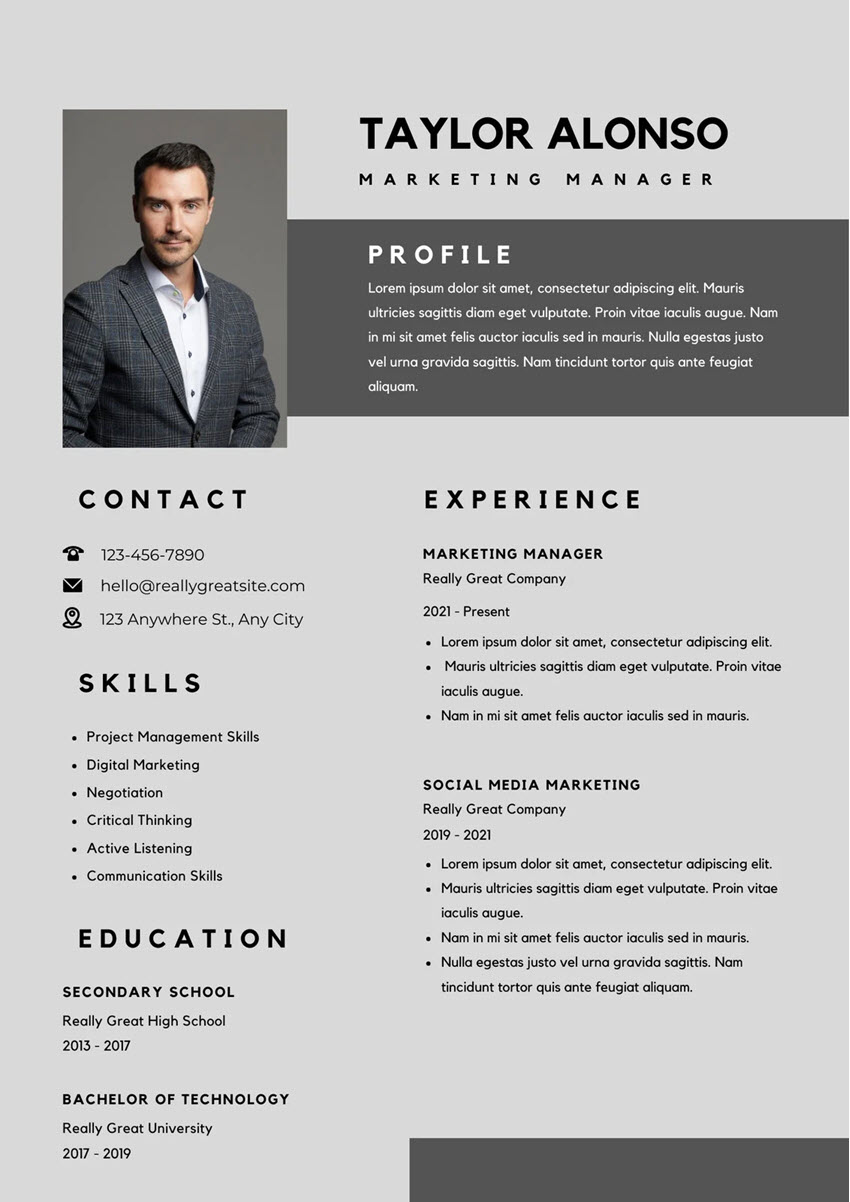 TAYLOR ALONSO
MARKETING MANAGER
PROFILE
Lorem ipsum dolor sit amet, consectetur adipiscing elit. Mauris
ultricies sagittis diam eget vulputate. Proin vitae iaculis augue. Nam
in mi sit amet felis auctor iaculis sed in mauris. Nulla egestas justo
vel urna gravida sagittis. Nam tincidunt tortor quis ante feugiat
aliquam.
CONTACT
123-456-7890
hello@reallygreatsite.com
123 Anywhere St., Any City
SKILLS
• Project Management Skills
• Digital Marketing
• Negotiation
• Critical Thinking
• Active Listening
• Communication Skills
EDUCATION
SECONDARY SCHOOL
Really Great High School
2013 - 2017
BACHELOR OF TECHNOLOGY
Really Great University
2017 - 2019
EXPERIENCE
MARKETING MANAGER
Really Great Company
2021 - Present
• Lorem ipsum dolor sit amet, consectetur adipiscing elit.
• Mauris ultricies sagittis diam eget vulputate. Proin vitae
iaculis augue.
• Nam in mi sit amet felis auctor iaculis sed in mauris.
SOCIAL MEDIA MARKETING
Really Great Company
2019 - 2021
• Lorem ipsum dolor sit amet, consectetur adipiscing elit.
• Mauris ultricies sagittis diam eget vulputate. Proin vitae
iaculis augue.
• Nam in mi sit amet felis auctor iaculis sed in mauris.
• Nulla egestas justo vel urna gravida sagittis. Nam
tincidunt tortor quis ante feugiat aliquam.